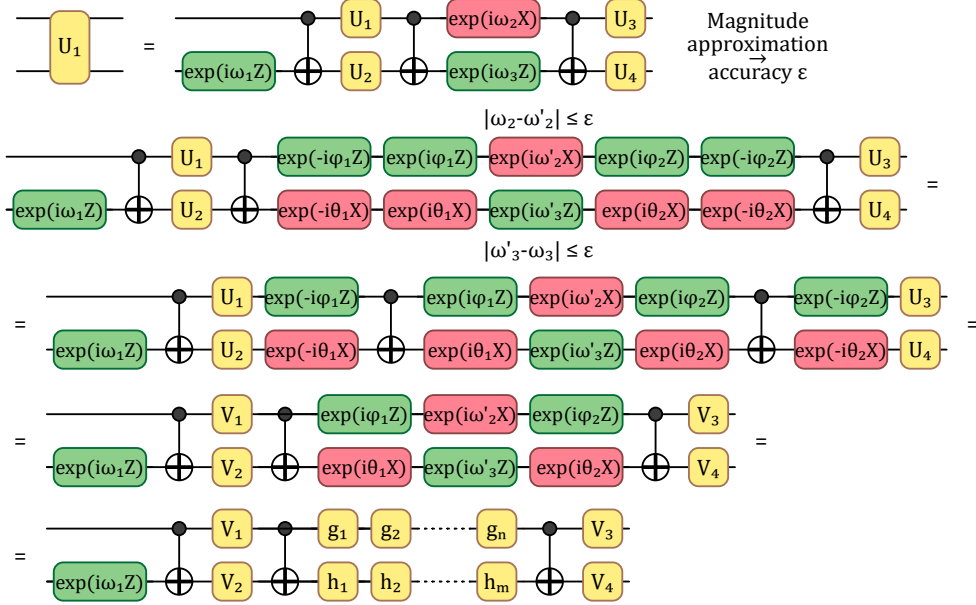 U₁ = U₁ exp(iω₂X) U₃ Magnitude
approximation
→
exp(iω₁Z) U₂ exp(iω₃Z) U₄ accuracy ε
|ω₂-ω'₂| ≤ ε
U₁ exp(-iφ₁Z) exp(iφ₁Z) exp(iω'₂X) exp(iφ₂Z) exp(-iφ₂Z) U₃
=
exp(iω₁Z) U₂ exp(-iθ₁X) exp(iθ₁X) exp(iω'₃Z) exp(iθ₂X) exp(-iθ₂X) U₄
|ω'₃-ω₃| ≤ ε
U₁ exp(-iφ₁Z) exp(iφ₁Z) exp(iω'₂X) exp(iφ₂Z) exp(-iφ₂Z) U₃
= =
exp(iω₁Z) U₂ exp(-iθ₁X) exp(iθ₁X) exp(iω'₃Z) exp(iθ₂X) exp(-iθ₂X) U₄
V₁ exp(iφ₁Z) exp(iω'₂X) exp(iφ₂Z) V₃
= =
exp(iω₁Z) V₂ exp(iθ₁X) exp(iω'₃Z) exp(iθ₂X) V₄
V₁ g₁ g₂ gₙ V₃
=
exp(iω₁Z) V₂ h₁ h₂ hₘ V₄